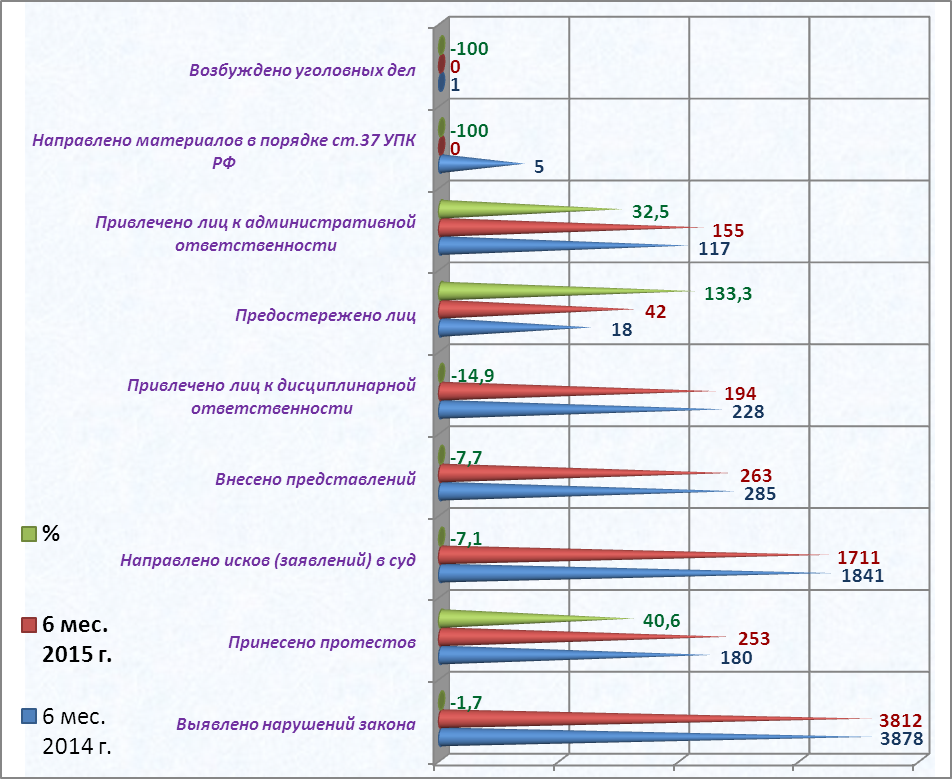 Возбуждено уголовных дел
-100
0
1
Направлено материалов в порядке ст.37 УПК
РФ
-100
0
5
Привлечено лиц к административной
ответственности
32,5
155
117
Предостережено лиц
133,3
42
18
Привлечено лиц к дисциплинарной
ответственности
-14,9
194
228
Внесено представлений
-7,7
263
285
Направлено исков (заявлений) в суд
-7,1
1711
1841
Принесено протестов
40,6
253
180
Выявлено нарушений закона
-1,7
3812
3878
%
6 мес.
2015 г.
6 мес.
2014 г.